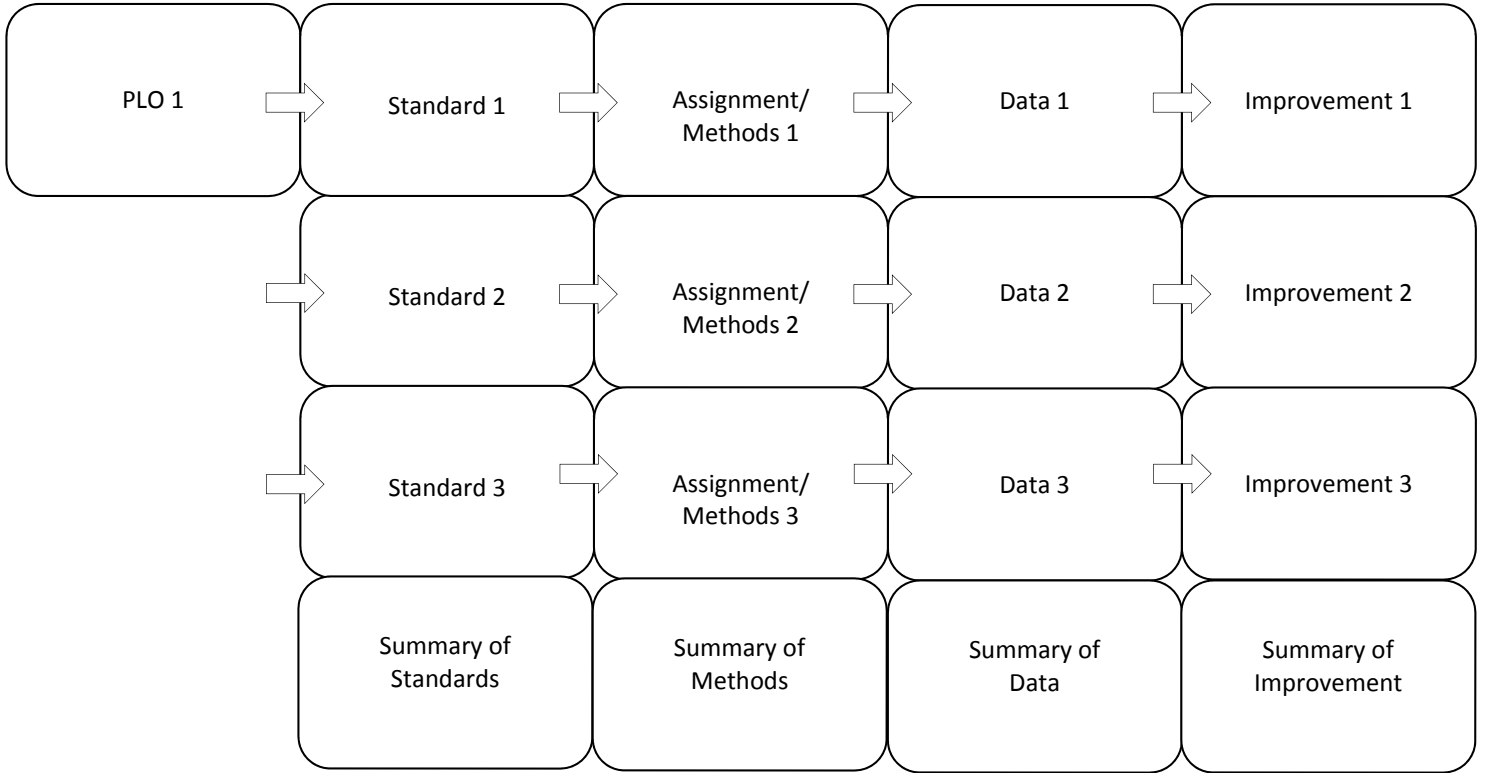 PLO 1
Standard 1
Assignment/
Methods 1
Data 1
Improvement 1
Standard 2
Assignment/
Methods 2
Data 2
Improvement 2
Standard 3
Assignment/
Methods 3
Data 3
Improvement 3
Summary of
Standards
Summary of
Methods
Summary of
Data
Summary of
Improvement